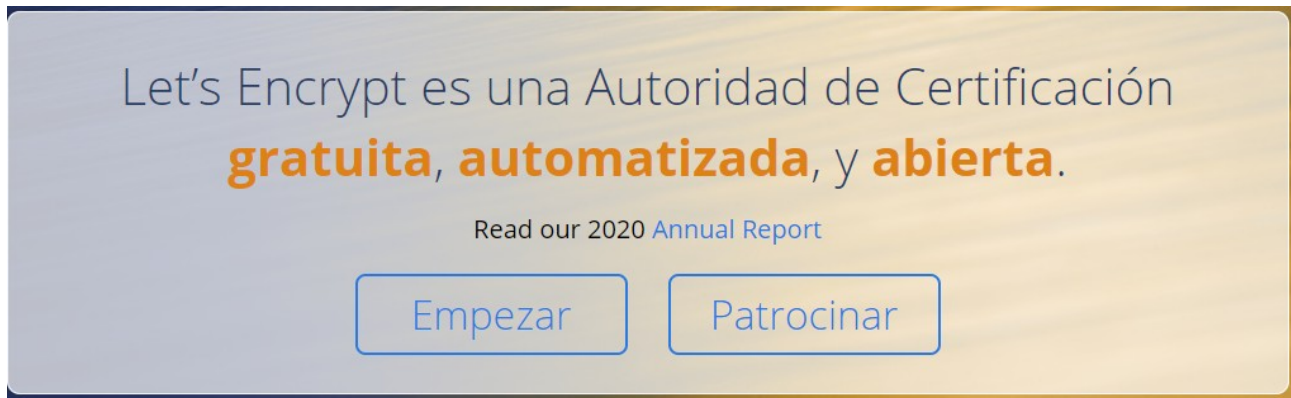 Let’s Encrypt es una Autoridad de Certificación
gratuita, automatizada, y abierta.
Read our 2020 Annual Report
Empezar
Patrocinar